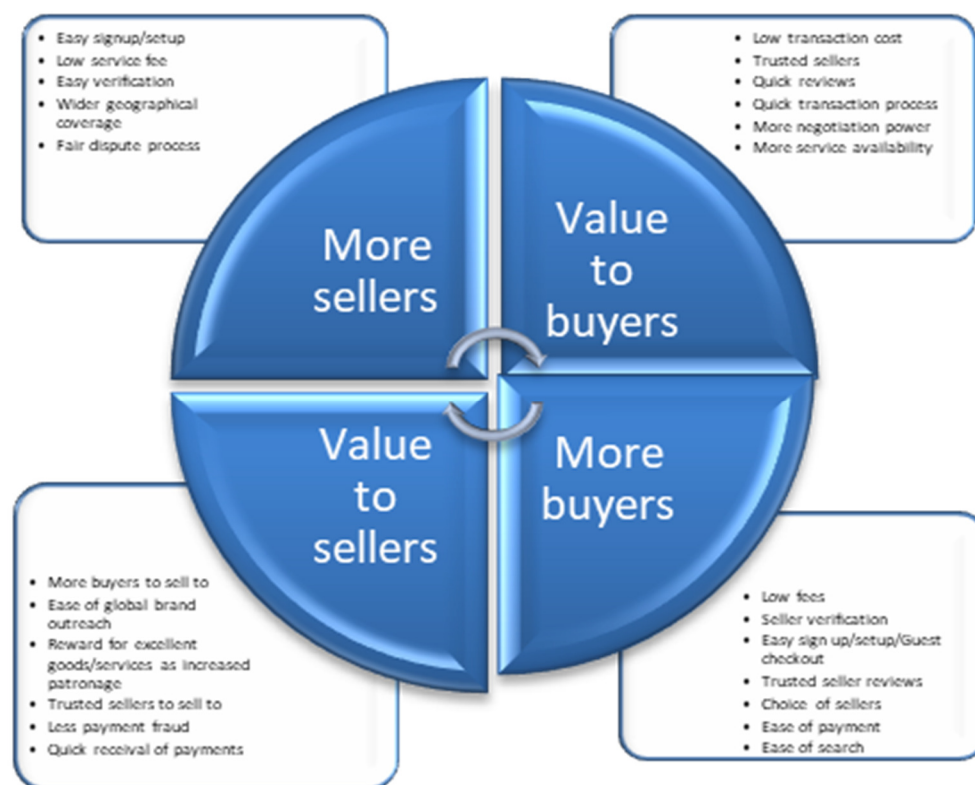 • Easy signup/setup
• Low service fee
• Easy verification
• Wider geographical
coverage
• Fair dispute process
• Low transaction cost
• Trusted sellers
• Quick reviews
• Quick transaction process
• More negotiation power
• More service availability
More
sellers
Value
to
buyers
Value
to
sellers
More
buyers
• More buyers to sell to
• Ease of global brand
outreach
• Reward for excellent
goods/services as increased
patronage
• Trusted sellers to sell to
• Less payment fraud
• Quick receival of payments
• Low fees
• Seller verification
• Easy sign up/setup/Guest
checkout
• Trusted seller reviews
• Choice of sellers
• Ease of payment
• Ease of search